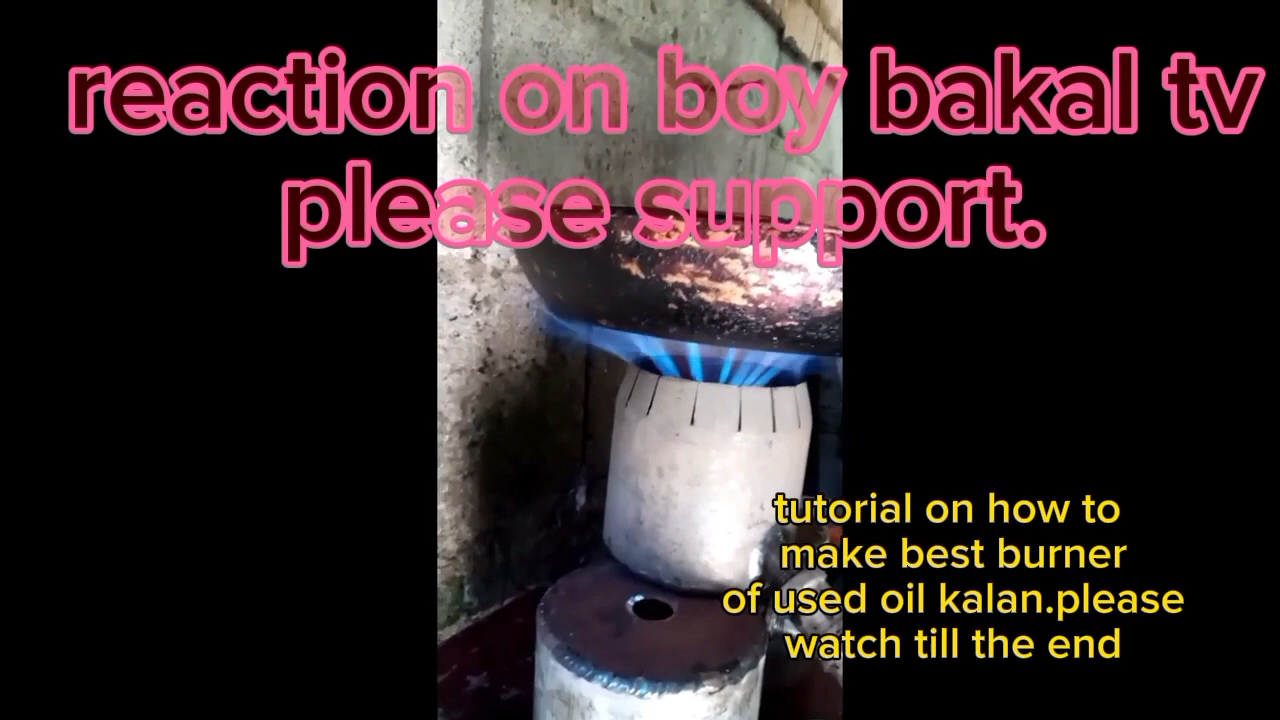 reaction on boy bakal tv
please support.
tutorial on how to
make best burner
of used oil kalan.please
watch till the end